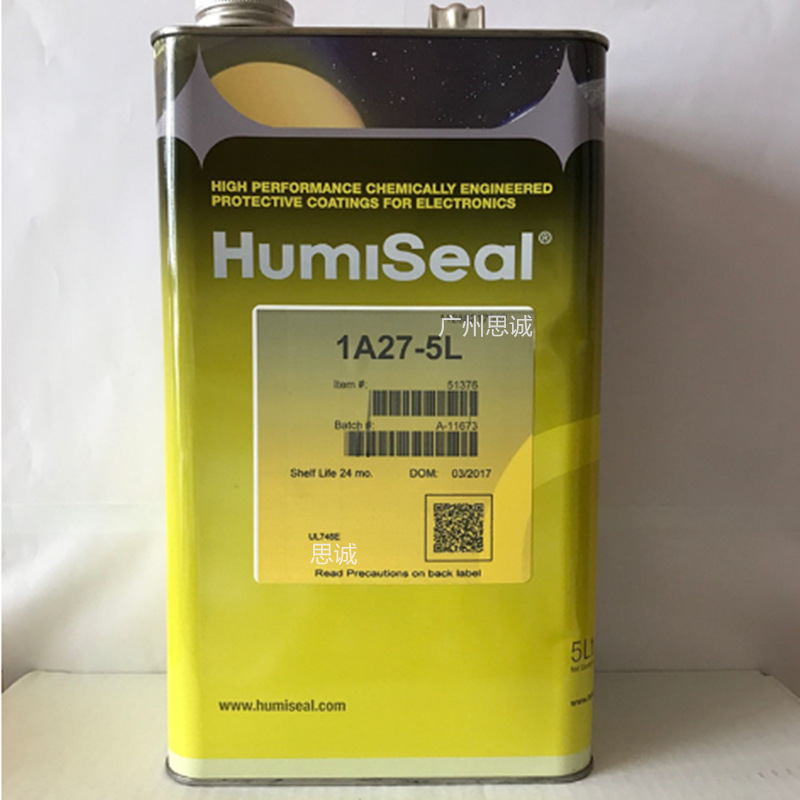 HIGH PERFORMANCE CHEMICALLY ENGINEERED
PROTECTIVE COATINGS FOR ELECTRONICS
HumiSeal®
广州思诚
1A27-5L
Item #: 51376
Batch #: A-11673
Shelf Life 24 mo. DOM: 03/2017
UL746E
思诚
Read Precautions on back label
5Lt
www.humiseal.com